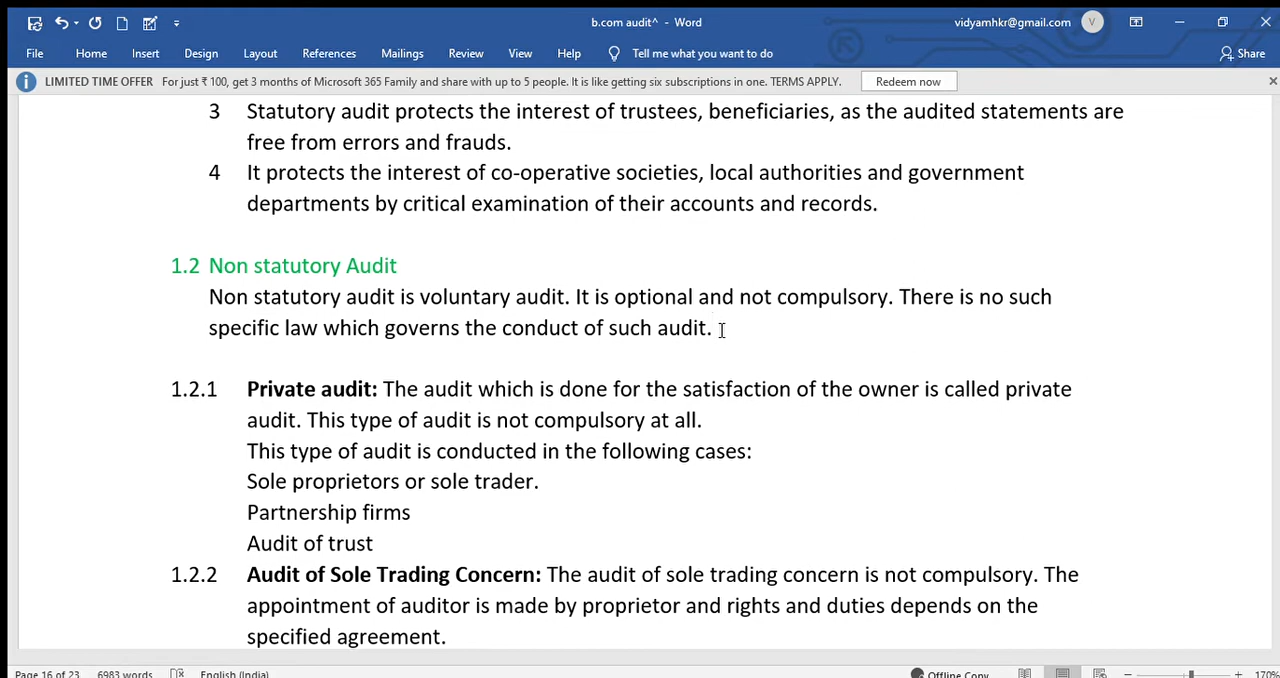 b.com audit^ - Word
vidyamhkr@gmail.com
V
File Home Insert Design Layout References Mailings Review View Help Tell me what you want to do Share
LIMITED TIME OFFER For just ₹ 100, get 3 months of Microsoft 365 Family and share with up to 5 people. It is like getting six subscriptions in one. TERMS APPLY. Redeem now
3 Statutory audit protects the interest of trustees, beneficiaries, as the audited statements are
free from errors and frauds.
4 It protects the interest of co-operative societies, local authorities and government
departments by critical examination of their accounts and records.
1.2 Non statutory Audit
Non statutory audit is voluntary audit. It is optional and not compulsory. There is no such
specific law which governs the conduct of such audit.
1.2.1 Private audit: The audit which is done for the satisfaction of the owner is called private
audit. This type of audit is not compulsory at all.
This type of audit is conducted in the following cases:
Sole proprietors or sole trader.
Partnership firms
Audit of trust
1.2.2 Audit of Sole Trading Concern: The audit of sole trading concern is not compulsory. The
appointment of auditor is made by proprietor and rights and duties depends on the
specified agreement.
Page 16 of 23 6983 words English (India) Offline Copy 170%